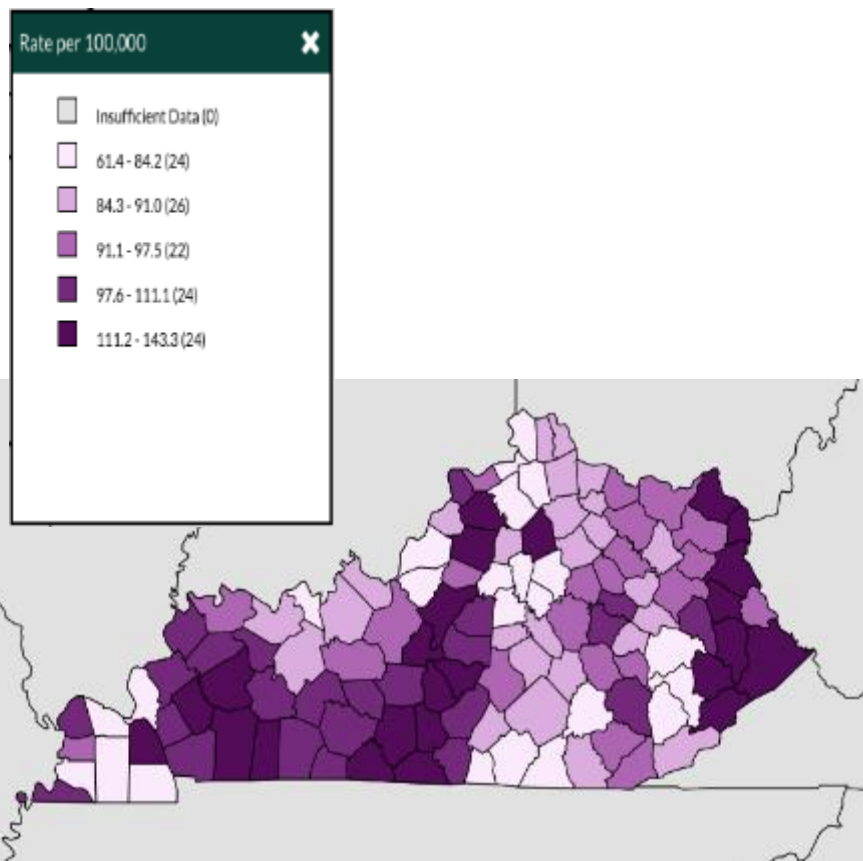 Rate per 100,000
Insufficient Data (0)
61.4 - 84.2 (24)
84.3 - 91.0 (26)
91.1 - 97.5 (22)
97.6 - 111.1 (24)
111.2 - 143.3 (24)